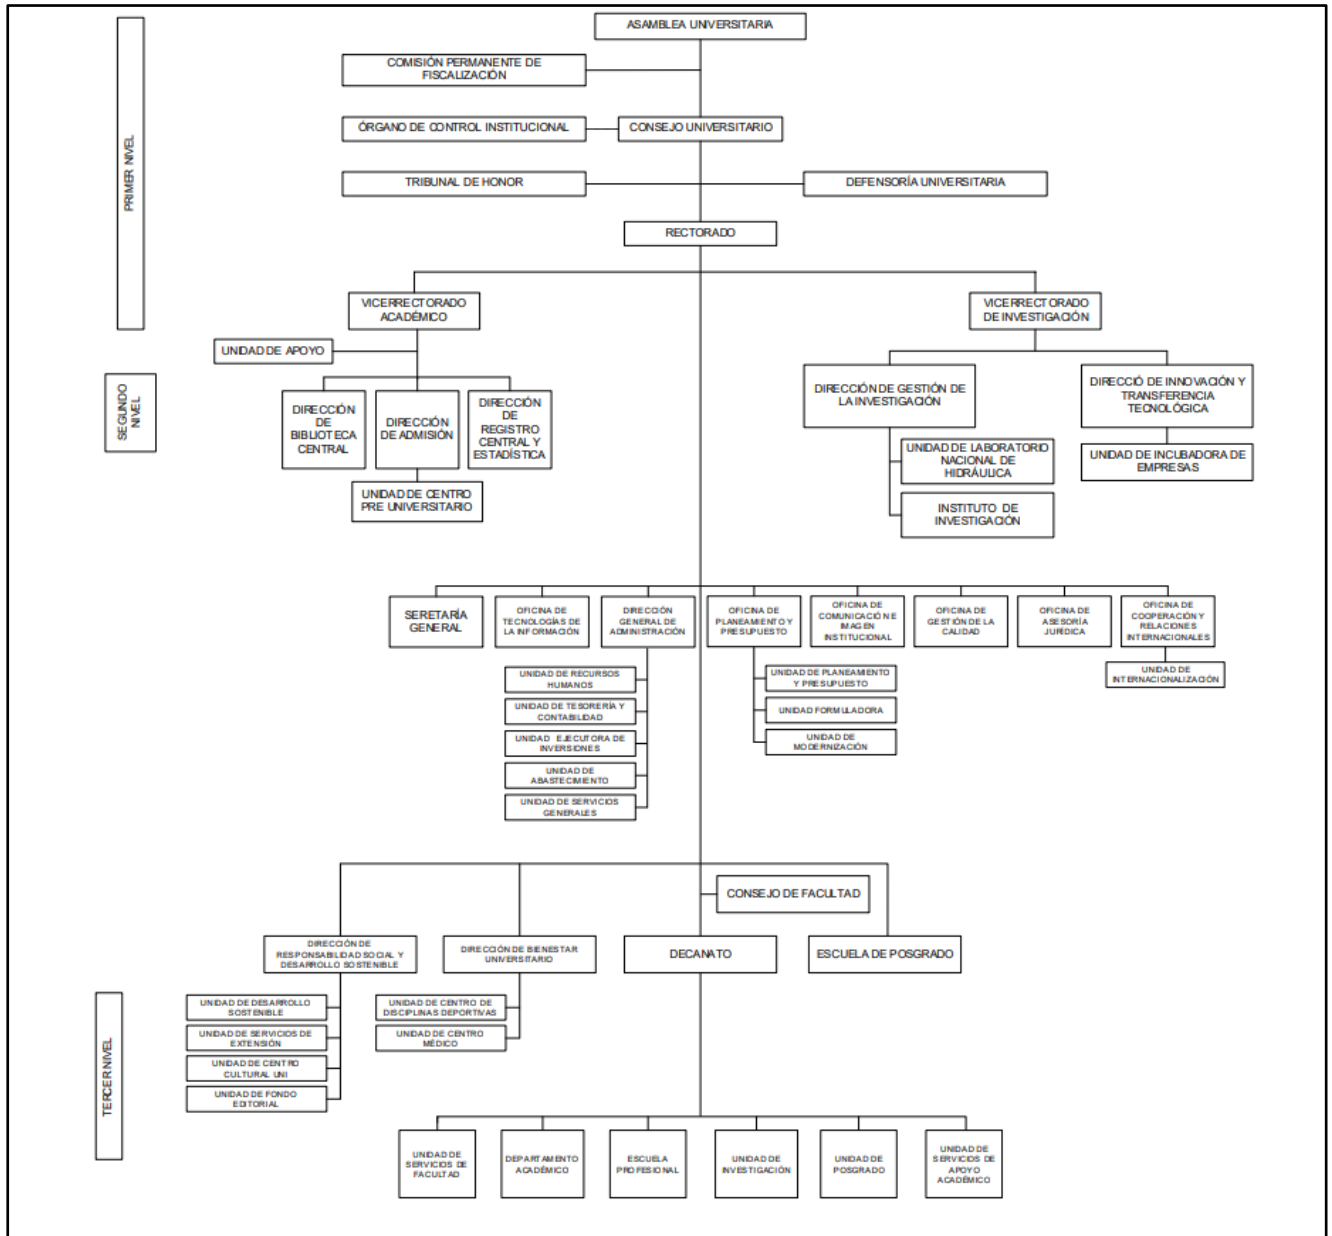 ASAMBLEA UNIVERSITARIA
PRIMER NIVEL
COMISIÓN PERMANENTE DE
FISCALIZACIÓN
ÓRGANO DE CONTROL INSTITUCIONAL
CONSEJO UNIVERSITARIO
TRIBUNAL DE HONOR
DEFENSORÍA UNIVERSITARIA
RECTORADO
VICERRECTORADO
ACADÉMICO
VICERRECTORADO
DE INVESTIGACIÓN
SEGUNDO
NIVEL
UNIDAD DE APOYO
DIRECCIÓN
DE
BIBLIOTECA
CENTRAL
DIRECCIÓN
DE ADMISIÓN
DIRECCIÓN
DE
REGISTRO
CENTRAL Y
ESTADÍSTICA
UNIDAD DE CENTRO
PRE UNIVERSITARIO
DIRECCIÓN DE GESTIÓN DE
LA INVESTIGACIÓN
UNIDAD DE LABORATORIO
NACIONAL DE
HIDRÁULICA
INSTITUTO DE
INVESTIGACIÓN
DIRECCIÓ DE INNOVACIÓN Y
TRANSFERENCIA
TECNOLÓGICA
UNIDAD DE INCUBADORA DE
EMPRESAS
SERETARÍA
GENERAL
OFICINA DE
TECNOLOGÍAS DE
LA INFORMACIÓN
DIRECCIÓN
GENERAL DE
ADMINISTRACIÓN
OFICINA DE
PLANEAMIENTO Y
PRESUPUESTO
OFICINA DE
COMUNICACIÓN E
IMAGEN
INSTITUCIONAL
OFICINA DE
GESTIÓN DE LA
CALIDAD
OFICINA DE
ASESORÍA
JURÍDICA
OFICINA DE
COOPERACIÓN Y
RELACIONES
INTERNACIONALES
UNIDAD DE RECURSOS
HUMANOS
UNIDAD DE TESORERÍA Y
CONTABILIDAD
UNIDAD EJECUTORA DE
INVERSIONES
UNIDAD DE
ABASTECIMIENTO
UNIDAD DE SERVICIOS
GENERALES
UNIDAD DE PLANEAMIENTO
Y PRESUPUESTO
UNIDAD FORMULADORA
UNIDAD DE
MODERNIZACIÓN
UNIDAD DE
INTERNACIONALIZACIÓN
CONSEJO DE FACULTAD
DIRECCIÓN DE
RESPONSABILIDAD SOCIAL Y
DESARROLLO SOSTENIBLE
DIRECCIÓN DE BIENESTAR
UNIVERSITARIO
DECANATO
ESCUELA DE POSGRADO
TERCER NIVEL
UNIDAD DE DESARROLLO
SOSTENIBLE
UNIDAD DE SERVICIOS DE
EXTENSIÓN
UNIDAD DE CENTRO
CULTURAL UNI
UNIDAD DE FONDO
EDITORIAL
UNIDAD DE CENTRO DE
DISCIPLINAS DEPORTIVAS
UNIDAD DE CENTRO
MÉDICO
UNIDAD DE
SERVICIOS DE
FACULTAD
DEPARTAMENTO
ACADÉMICO
ESCUELA
PROFESIONAL
UNIDAD DE
INVESTIGACIÓN
UNIDAD DE
POSGRADO
UNIDAD DE
SERVICIOS DE
APOYO
ACADÉMICO